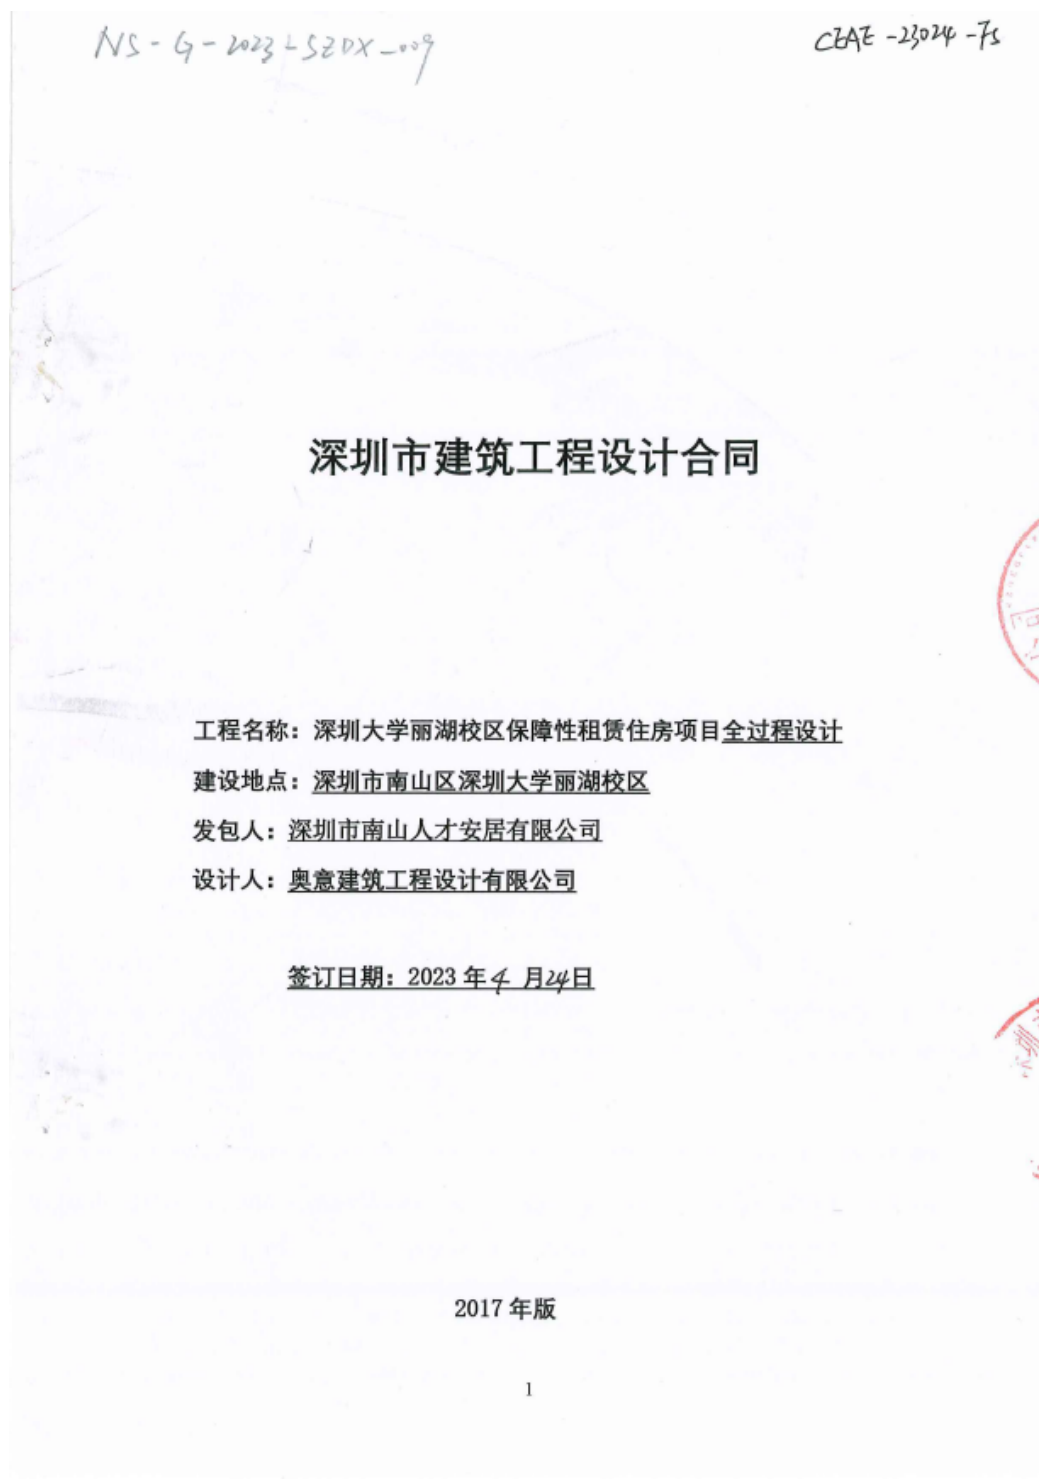 NS-G-2023-SZDX-009
CEAE-23024-FS
深圳市建筑工程设计合同
工程名称：深圳大学丽湖校区保障性租赁住房项目全过程设计
建设地点：深圳市南山区深圳大学丽湖校区
发包人：深圳市南山人才安居有限公司
设计人：奥意建筑工程设计有限公司
签订日期：2023年4月24日
2017年版
1